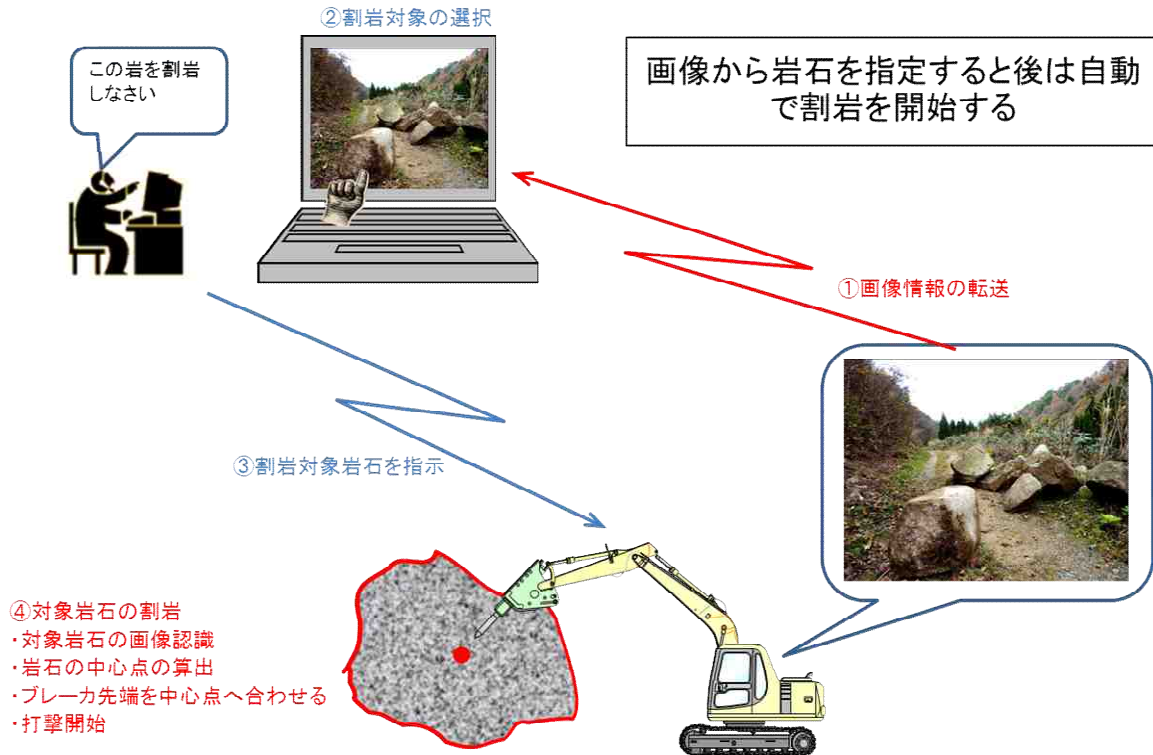 ②割岩対象の選択
この岩を割岩
しなさい
画像から岩石を指定すると後は自動
で割岩を開始する
①画像情報の転送
③割岩対象岩石を指示
④対象岩石の割岩
・対象岩石の画像認識
・岩石の中心点の算出
・ブレーカ先端を中心点へ合わせる
・打撃開始